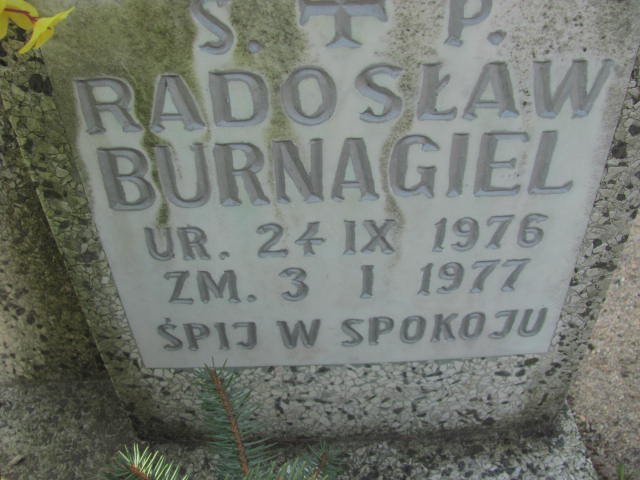 Ś. P.
RADOSŁAW
BURNAGIEL
UR. 24 IX 1976
ZM. 3 I 1977
ŚPIJ W SPOKOJU